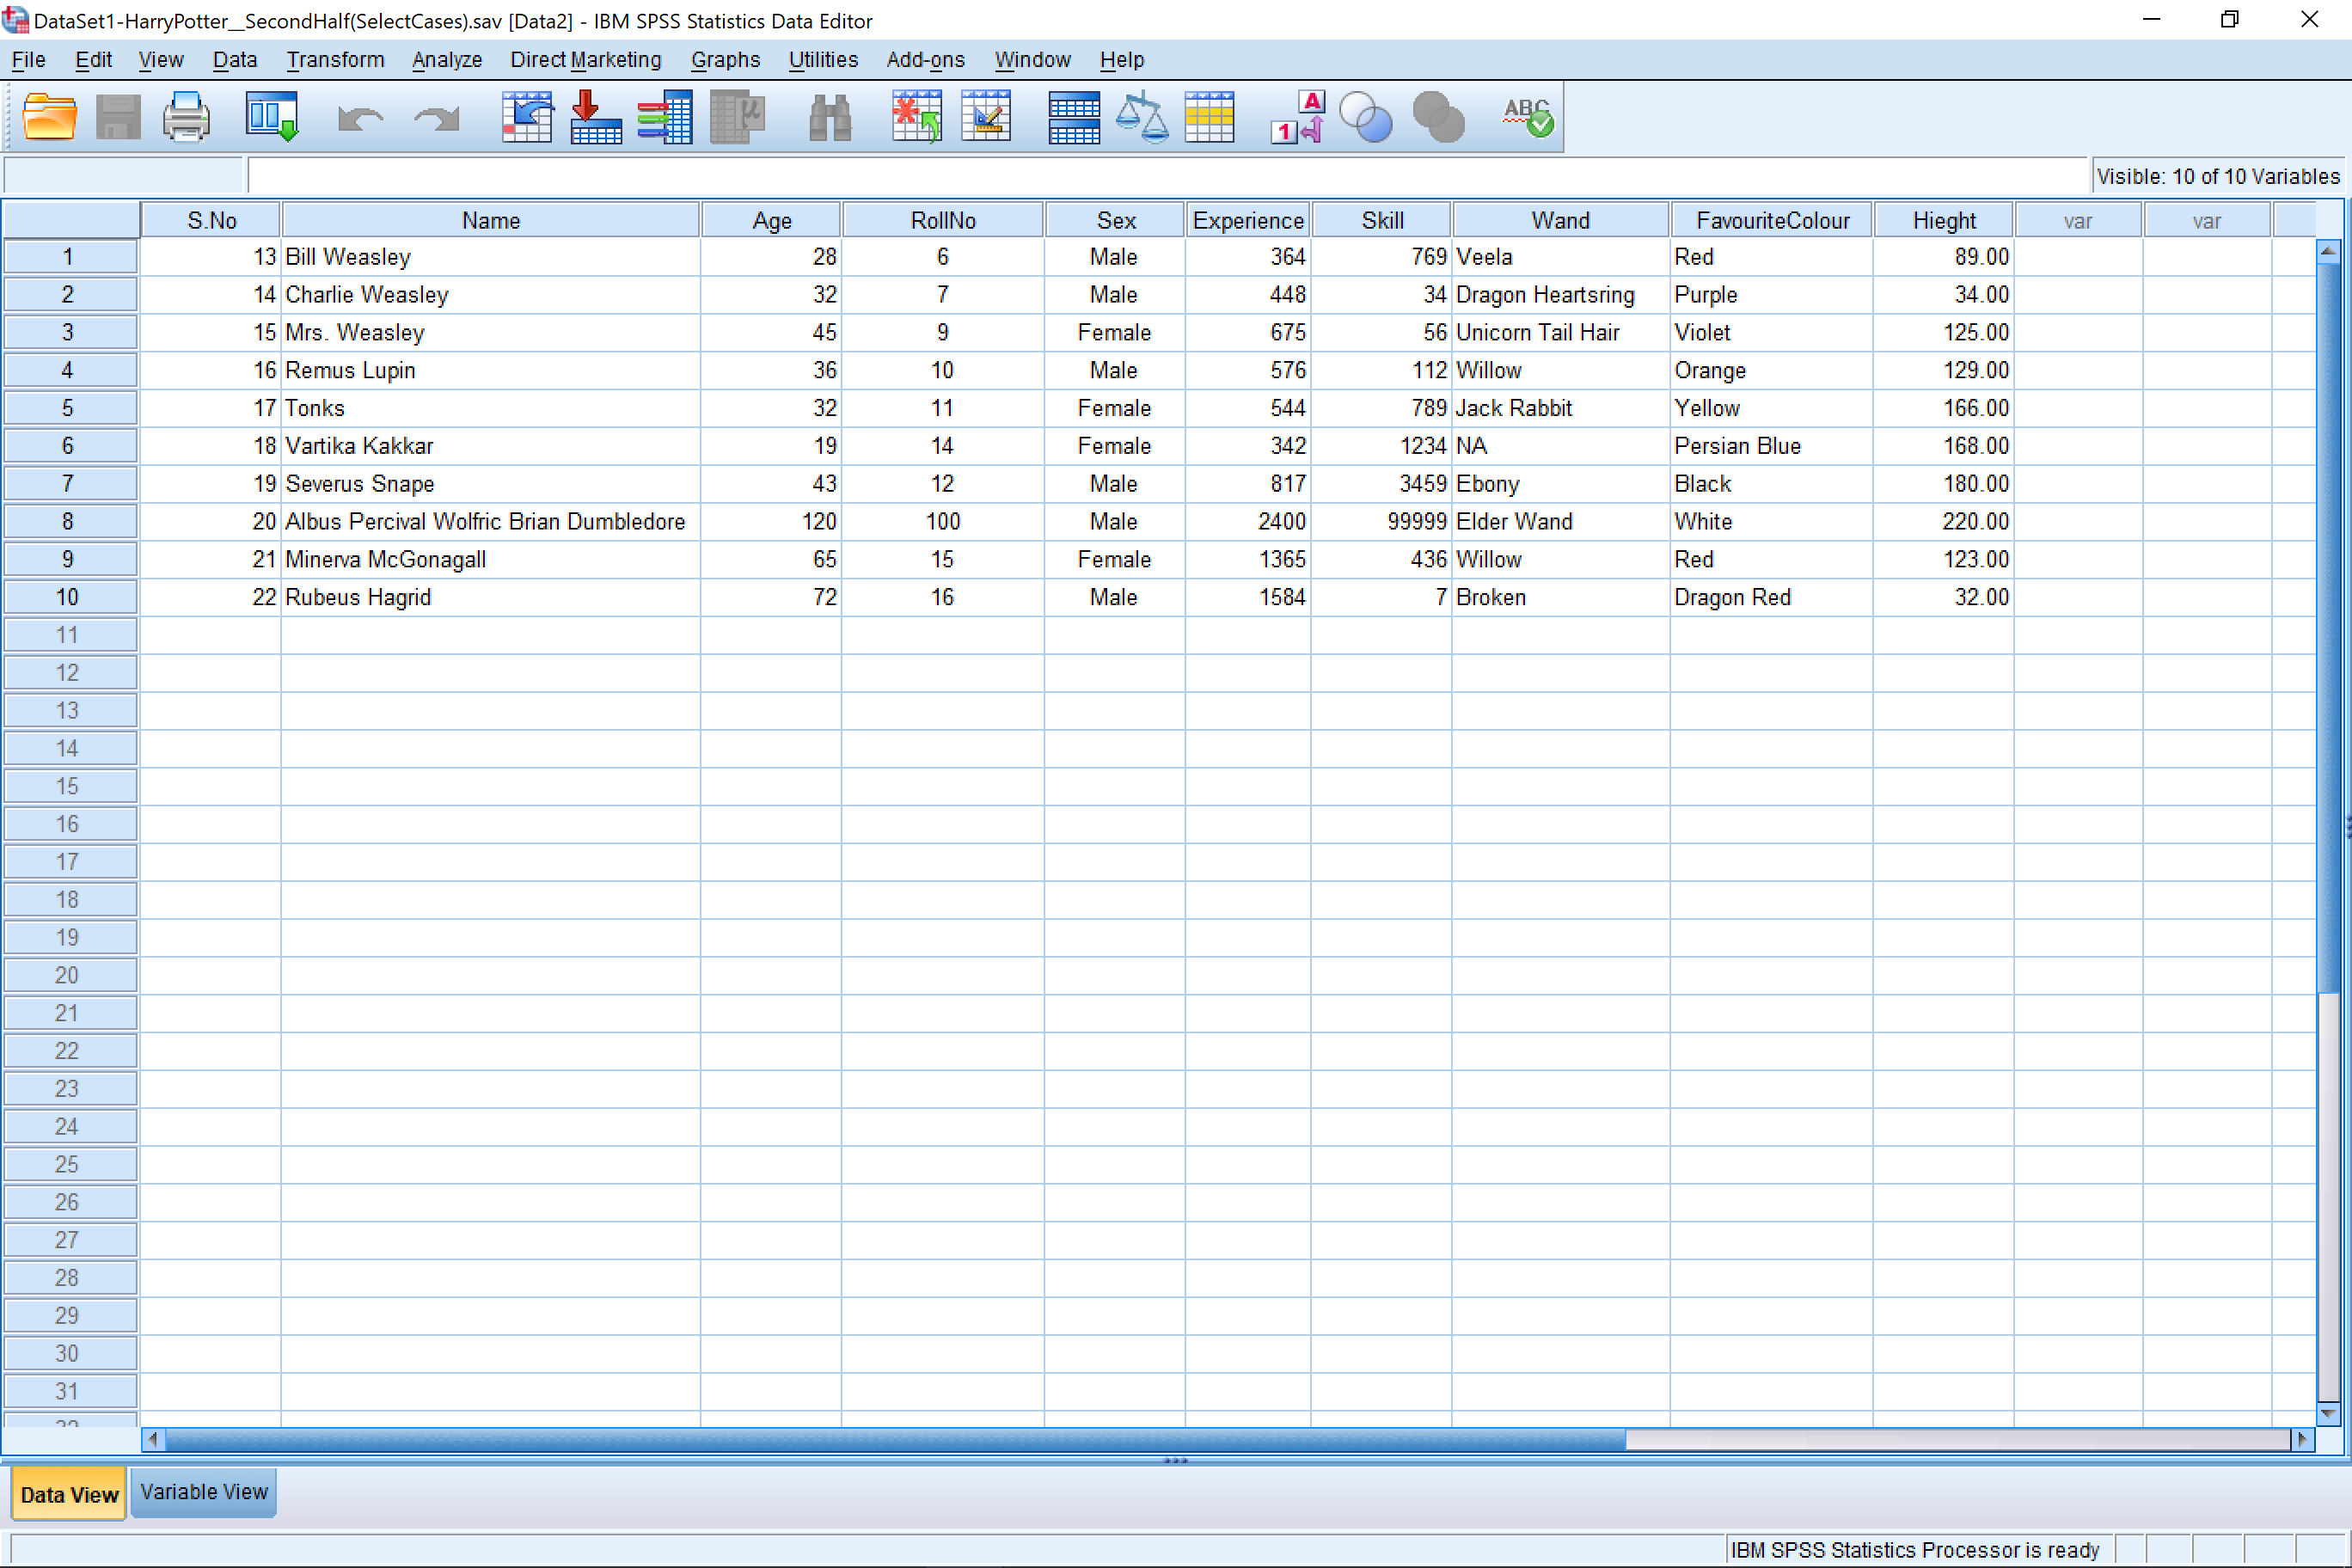 DataSet1-HarryPotter__SecondHalf(SelectCases).sav [Data2] - IBM SPSS Statistics Data Editor
File Edit View Data Transform Analyze Direct Marketing Graphs Utilities Add-ons Window Help
A 1 ABC
Visible: 10 of 10 Variables
S.No Name Age RollNo Sex Experience Skill Wand FavouriteColour Hieght var var
1 13 Bill Weasley 28 6 Male 364 769 Veela Red 89.00
2 14 Charlie Weasley 32 7 Male 448 34 Dragon Heartsring Purple 34.00
3 15 Mrs. Weasley 45 9 Female 675 56 Unicorn Tail Hair Violet 125.00
4 16 Remus Lupin 36 10 Male 576 112 Willow Orange 129.00
5 17 Tonks 32 11 Female 544 789 Jack Rabbit Yellow 166.00
6 18 Vartika Kakkar 19 14 Female 342 1234 NA Persian Blue 168.00
7 19 Severus Snape 43 12 Male 817 3459 Ebony Black 180.00
8 20 Albus Percival Wolfric Brian Dumbledore 120 100 Male 2400 99999 Elder Wand White 220.00
9 21 Minerva McGonagall 65 15 Female 1365 436 Willow Red 123.00
10 22 Rubeus Hagrid 72 16 Male 1584 7 Broken Dragon Red 32.00
11
12
13
14
15
16
17
18
19
20
21
22
23
24
25
26
27
28
29
30
31
Data View Variable View
IBM SPSS Statistics Processor is ready